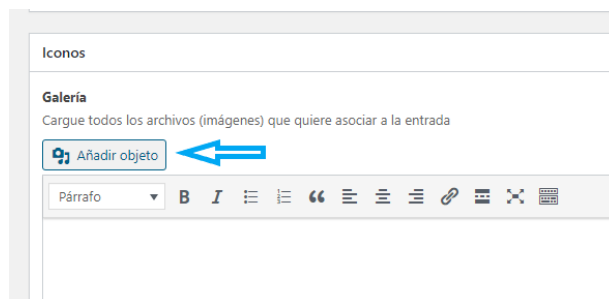 Iconos
Galería
Cargue todos los archivos (imágenes) que quiere asociar a la entrada
Añadir objeto
Párrafo B I